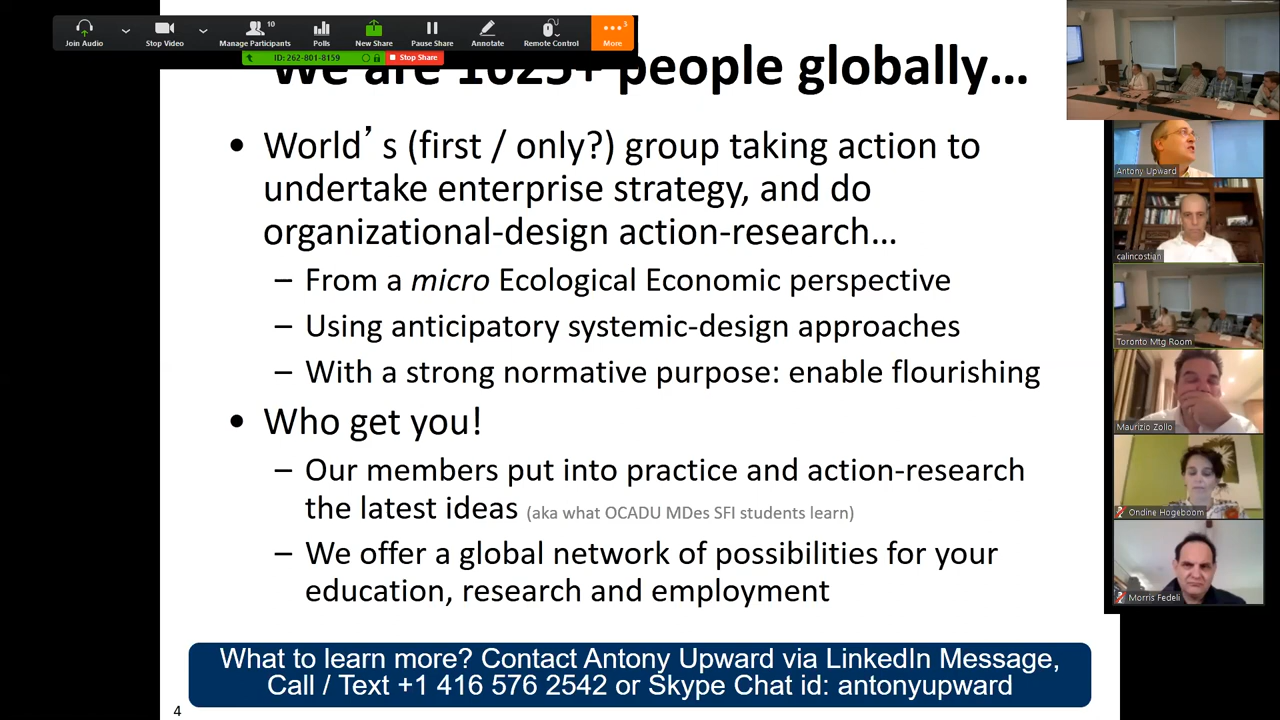 Join Audio
Stop Video
10
Manage Participants
Polls
New Share
Pause Share
Annotate
Remote Control
More
ID: 262-801-8159
Stop Share
We are 1625+ people globally…
• World’s (first / only?) group taking action to
undertake enterprise strategy, and do
organizational-design action-research…
– From a micro Ecological Economic perspective
– Using anticipatory systemic-design approaches
– With a strong normative purpose: enable flourishing
• Who get you!
– Our members put into practice and action-research
the latest ideas (aka what OCADU MDes SFI students learn)
– We offer a global network of possibilities for your
education, research and employment
What to learn more? Contact Antony Upward via LinkedIn Message,
Call / Text +1 416 576 2542 or Skype Chat id: antonyupward
4
Antony Upward
calincostian
Toronto Mtg Room
Maurizio Zollo
Ondine Hogeboom
Morris Fedeli